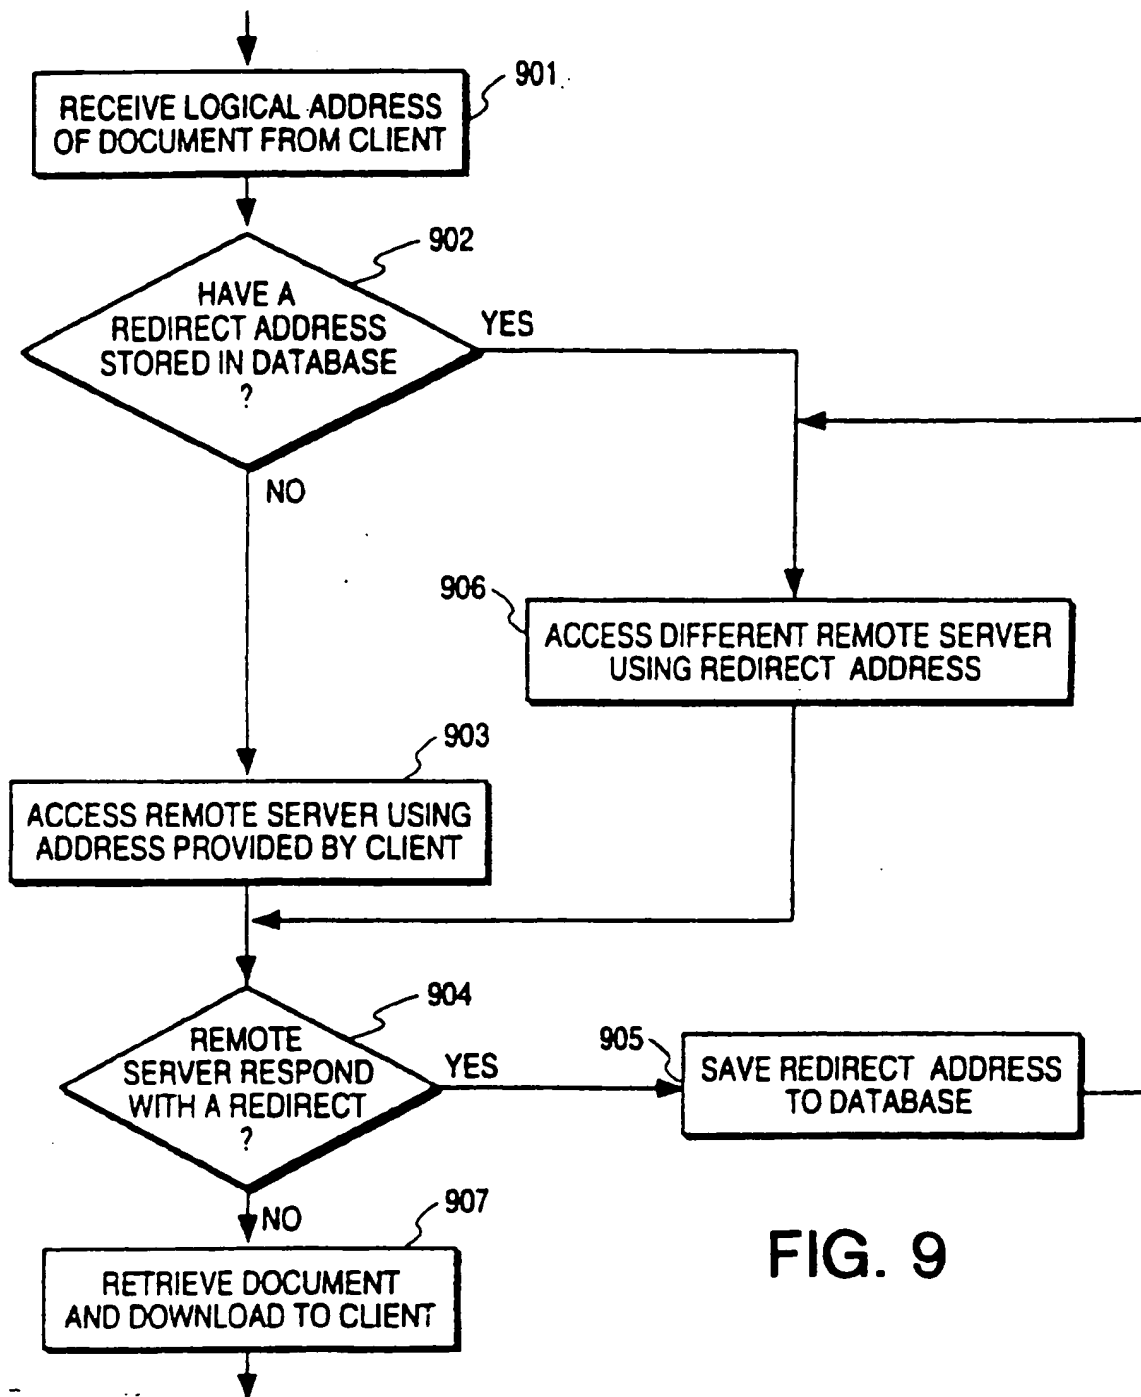 901
RECEIVE LOGICAL ADDRESS
OF DOCUMENT FROM CLIENT
902
HAVE A
REDIRECT ADDRESS
STORED IN DATABASE
?
YES
NO
906
ACCESS DIFFERENT REMOTE SERVER
USING REDIRECT ADDRESS
903
ACCESS REMOTE SERVER USING
ADDRESS PROVIDED BY CLIENT
904
REMOTE
SERVER RESPOND
WITH A REDIRECT
?
YES
905
SAVE REDIRECT ADDRESS
TO DATABASE
NO
907
RETRIEVE DOCUMENT
AND DOWNLOAD TO CLIENT
FIG. 9